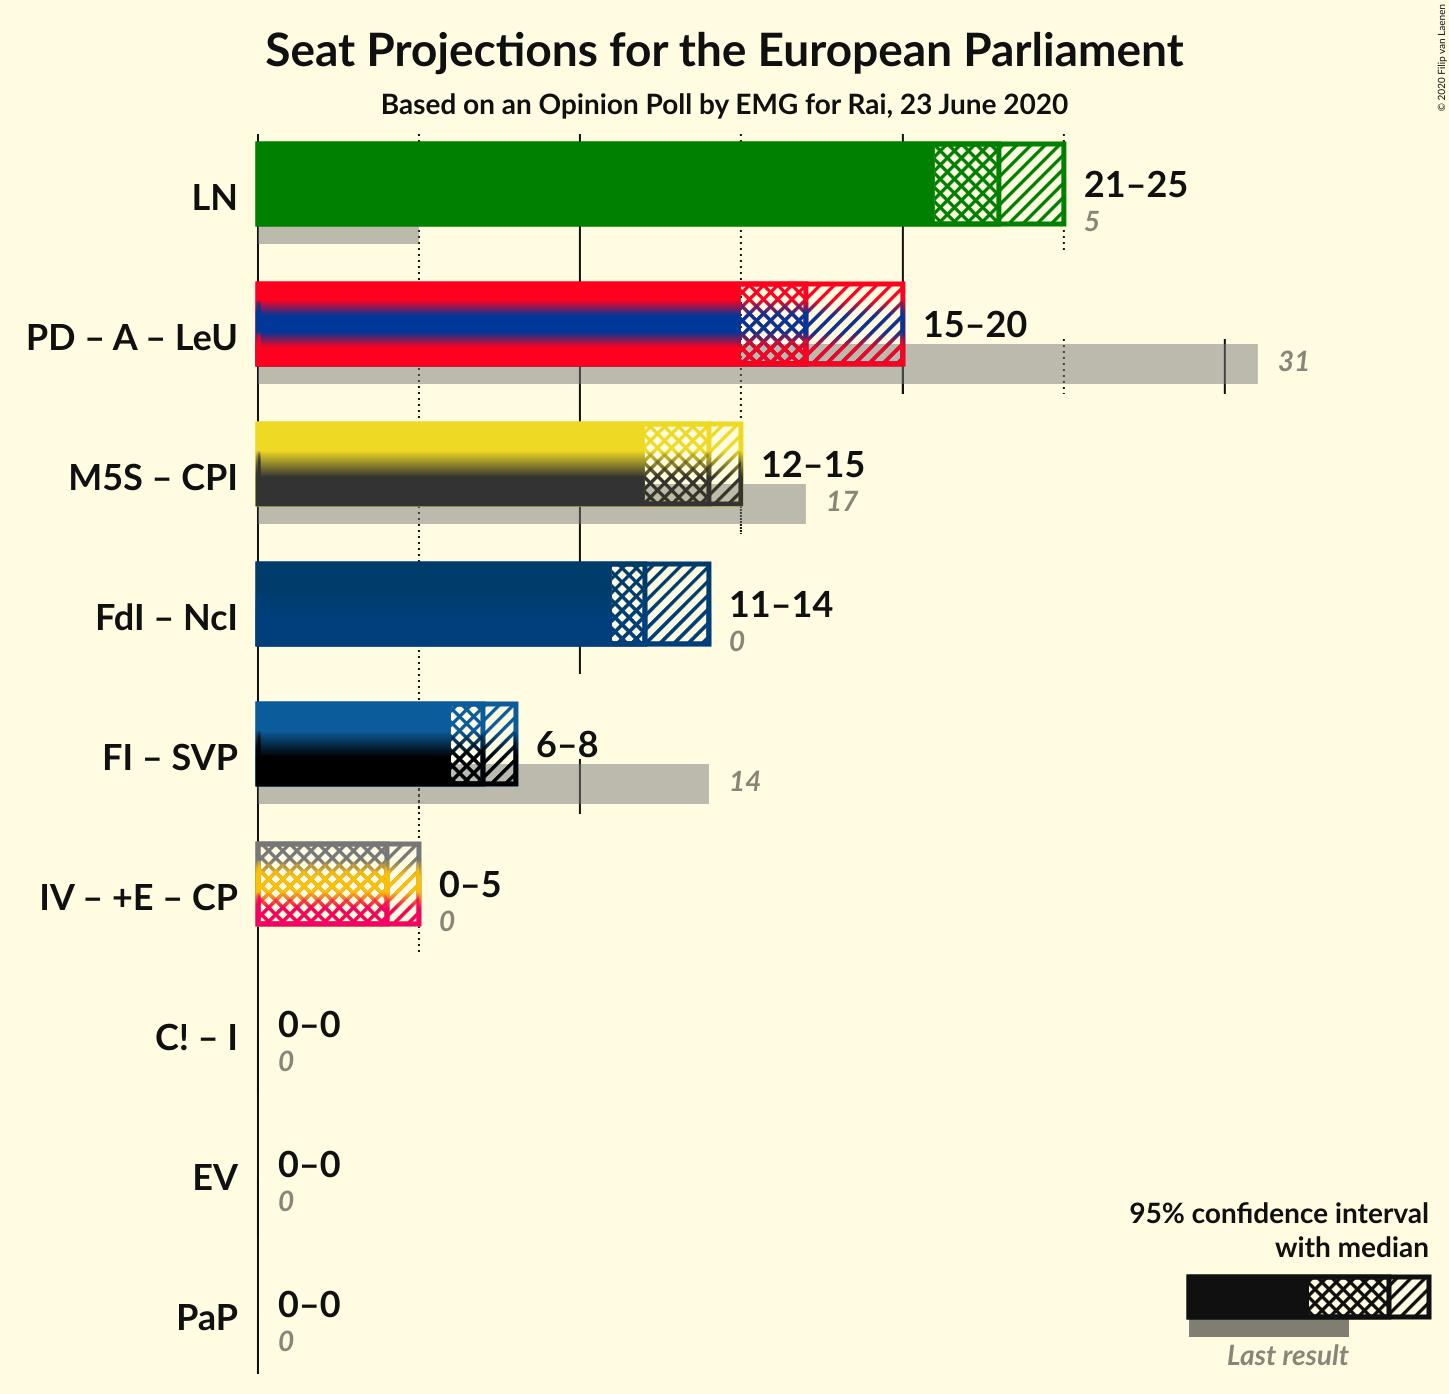 Seat Projections for the European Parliament
Based on an Opinion Poll by EMG for Rai, 23 June 2020
© 2020 Filip van Laenen
LN
21–25
5
PD – A – LeU
15–20
31
M5S – CPI
12–15
17
FdI – NcI
11–14
0
FI – SVP
6–8
14
IV – +E – CP
0–5
0
C! – I
0–0
0
EV
0–0
0
PaP
0–0
0
95% confidence interval
with median
Last result